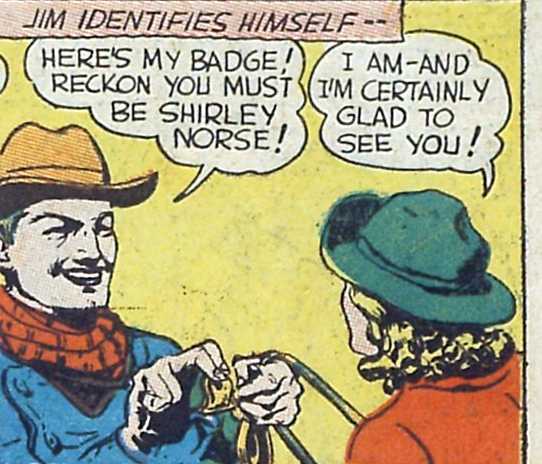 JIM IDENTIFIES HIMSELF--
HERE'S MY BADGE!
RECKON YOU MUST
BE SHIRLEY
NORSE!
I AM-AND
I'M CERTAINLY
GLAD TO
SEE YOU!